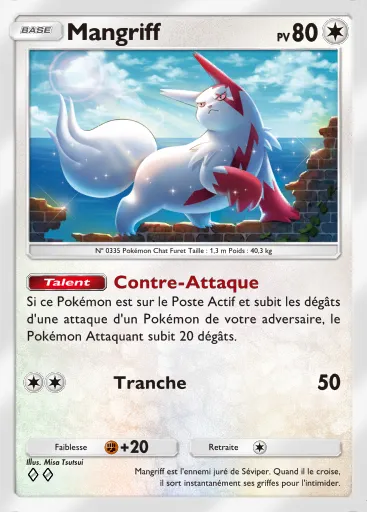 BASE Mangriff PV 80
N° 0335 Pokémon Chat Furet Taille : 1,3 m Poids : 40,3 kg
Talent Contre-Attaque
Si ce Pokémon est sur le Poste Actif et subit les dégâts
d'une attaque d'un Pokémon de votre adversaire, le
Pokémon Attaquant subit 20 dégâts.
Tranche 50
Faiblesse +20 Retraite
Illus. Misa Tsutsui
Mangriff est l'ennemi juré de Séviper. Quand il le croise,
il sort instantanément ses griffes pour l'intimider.